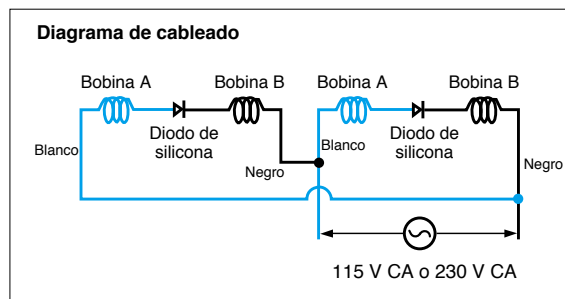 Diagrama de cableado
Bobina A
Bobina B
Bobina A
Bobina B
Diodo de
silicona
Diodo de
silicona
Blanco
Negro
Blanco
Negro
115 V CA o 230 V CA